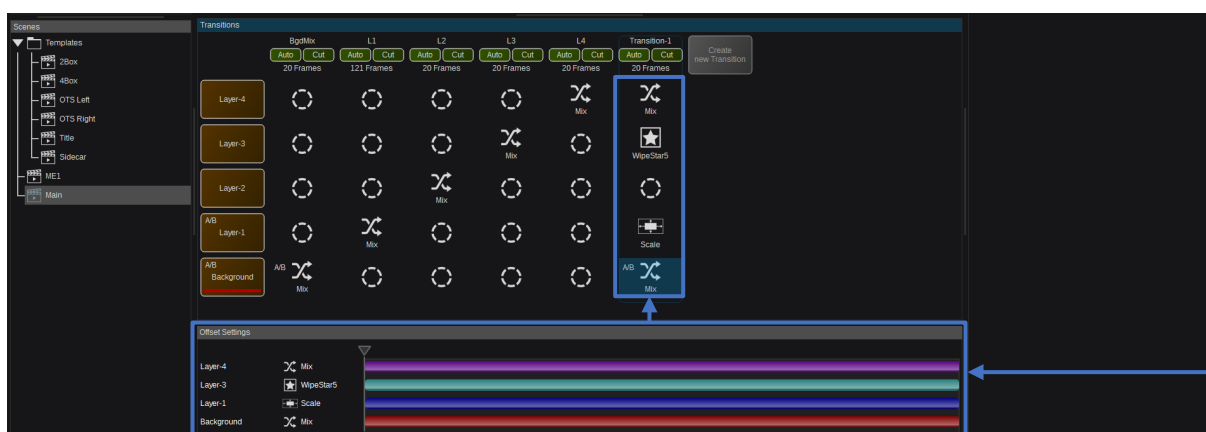 Scenes
Templates
2Box
4Box
OTS Left
OTS Right
Title
Sidecar
ME1
Main
Transitions
BgdMix L1 L2 L3 L4 Transition-1
Auto Cut Auto Cut Auto Cut Auto Cut Auto Cut Auto Cut
20 Frames 121 Frames 20 Frames 20 Frames 20 Frames 20 Frames
Create
new Transition
Layer-4 Mix Mix
Layer-3 Mix WipeStar5
Layer-2 Mix
A/B
Layer-1 Mix Scale
A/B A/B A/B
Background Mix Mix
Offset Settings
Layer-4 Mix
Layer-3 WipeStar5
Layer-1 Scale
Background Mix